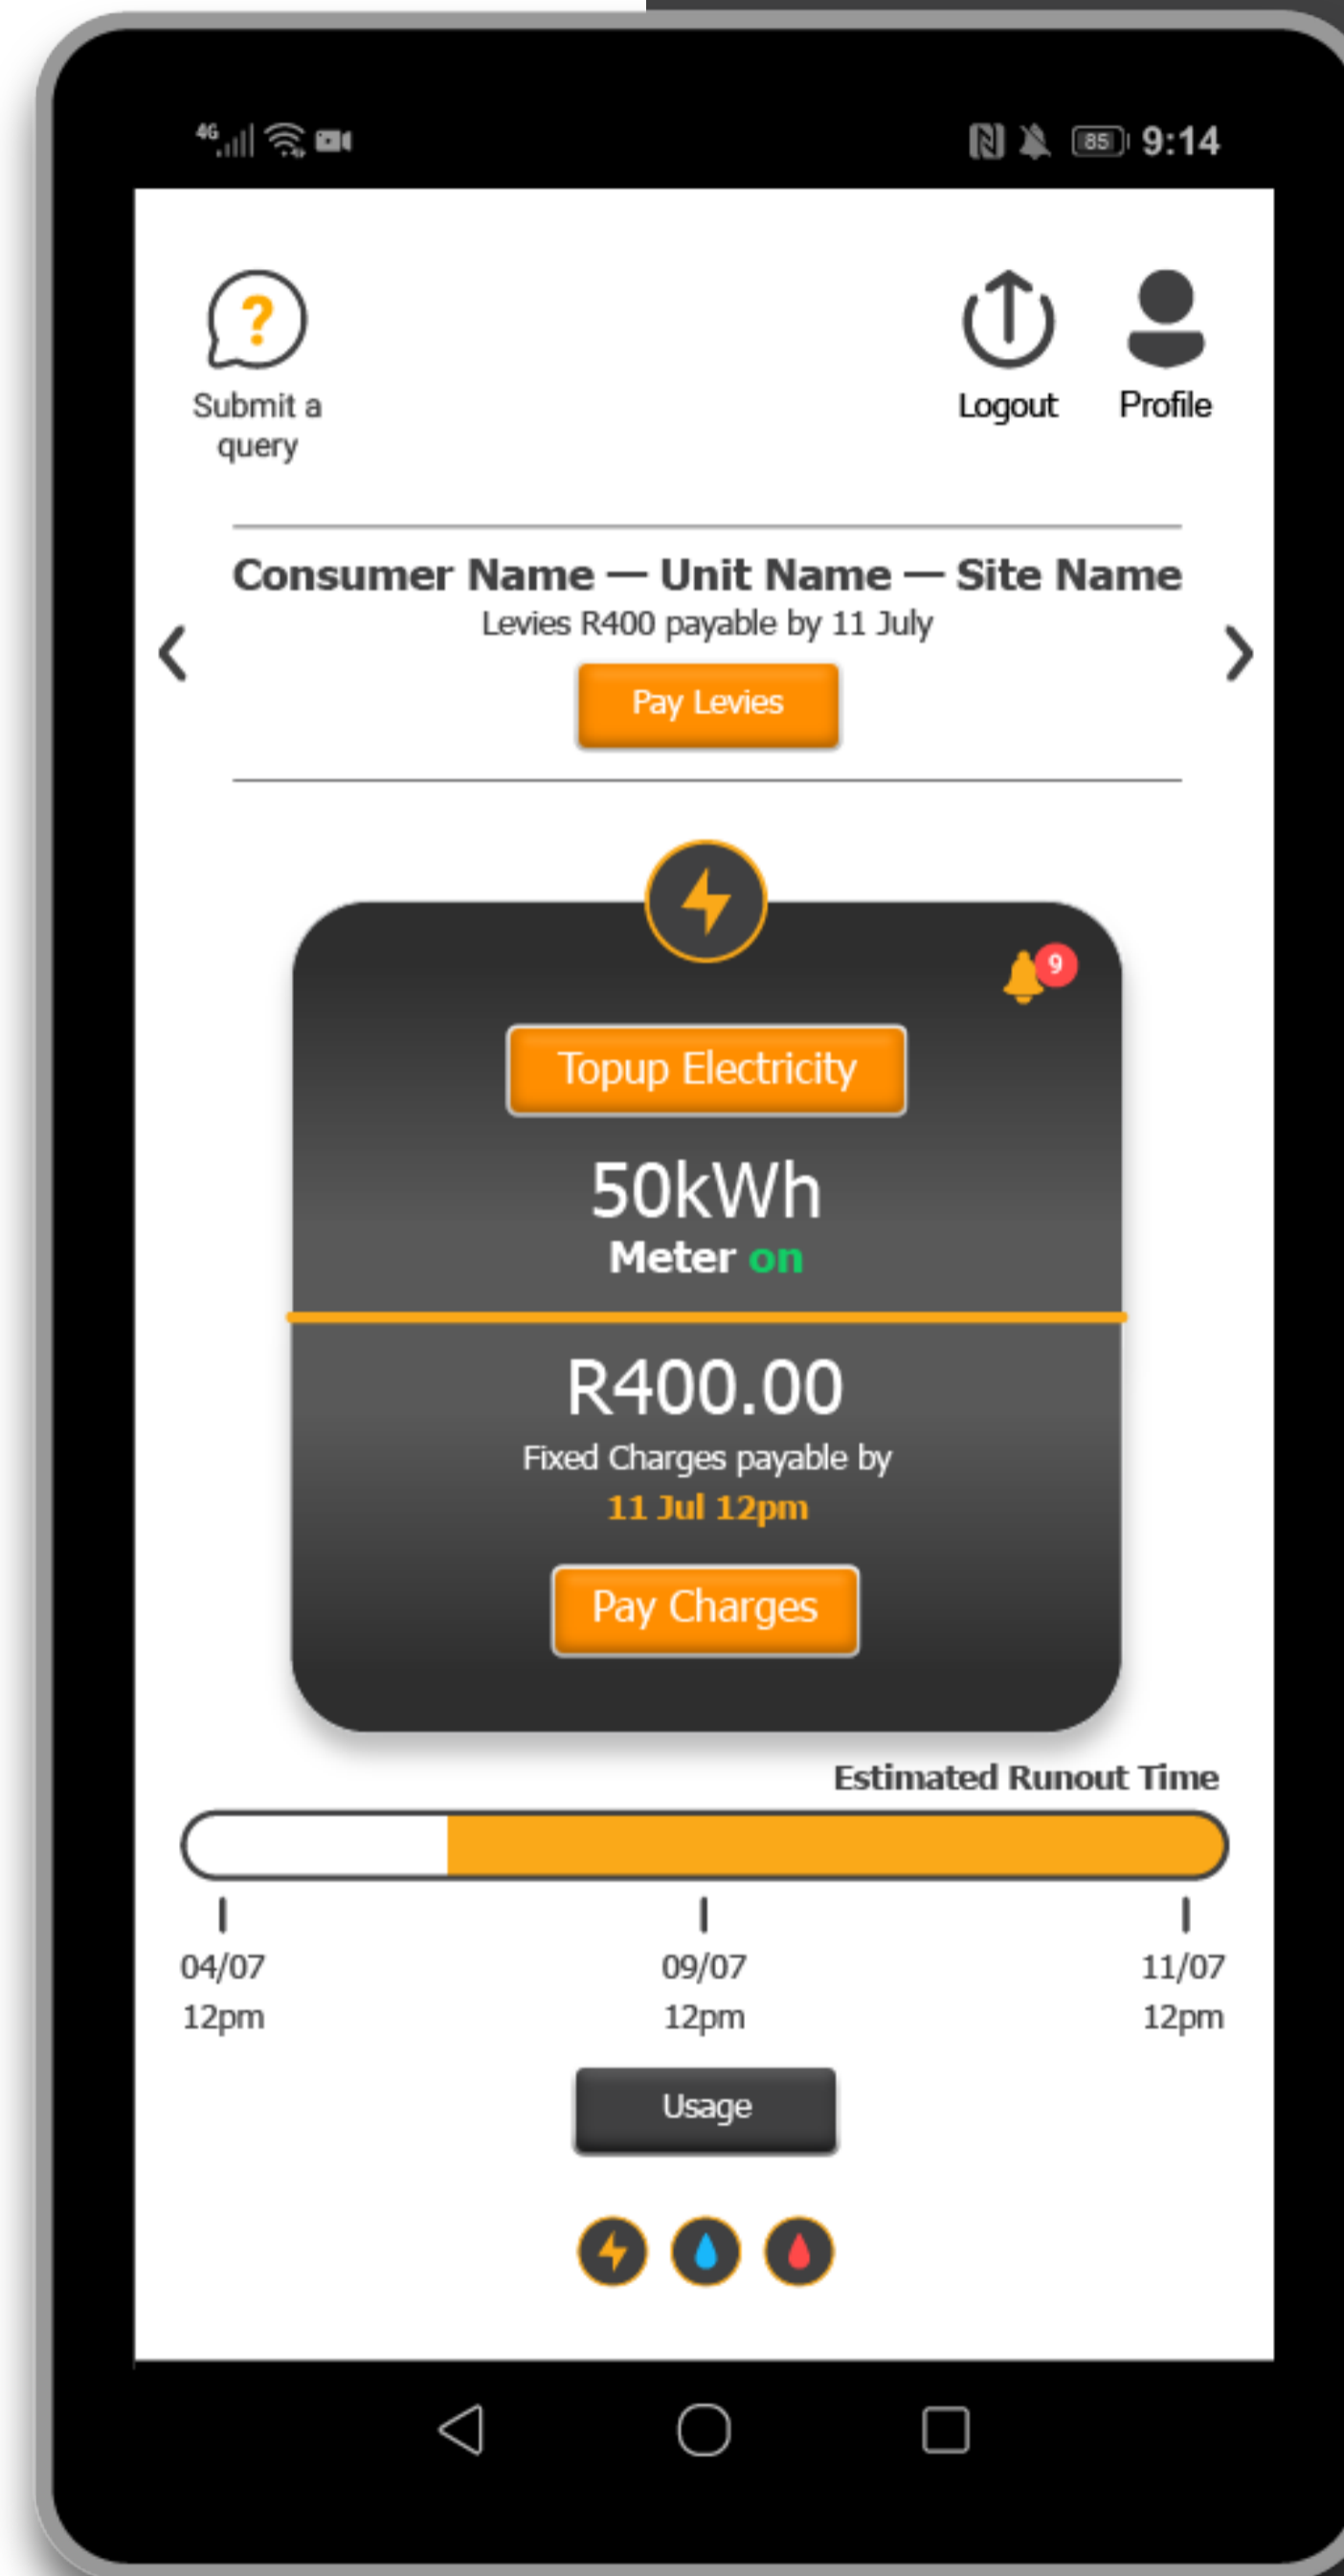 4G 85 9:14
?
Submit a
query
Logout
Profile
Consumer Name — Unit Name — Site Name
Levies R400 payable by 11 July
Pay Levies
9
Topup Electricity
50kWh
Meter on
R400.00
Fixed Charges payable by
11 Jul 12pm
Pay Charges
Estimated Runout Time
04/07 09/07 11/07
12pm 12pm 12pm
Usage